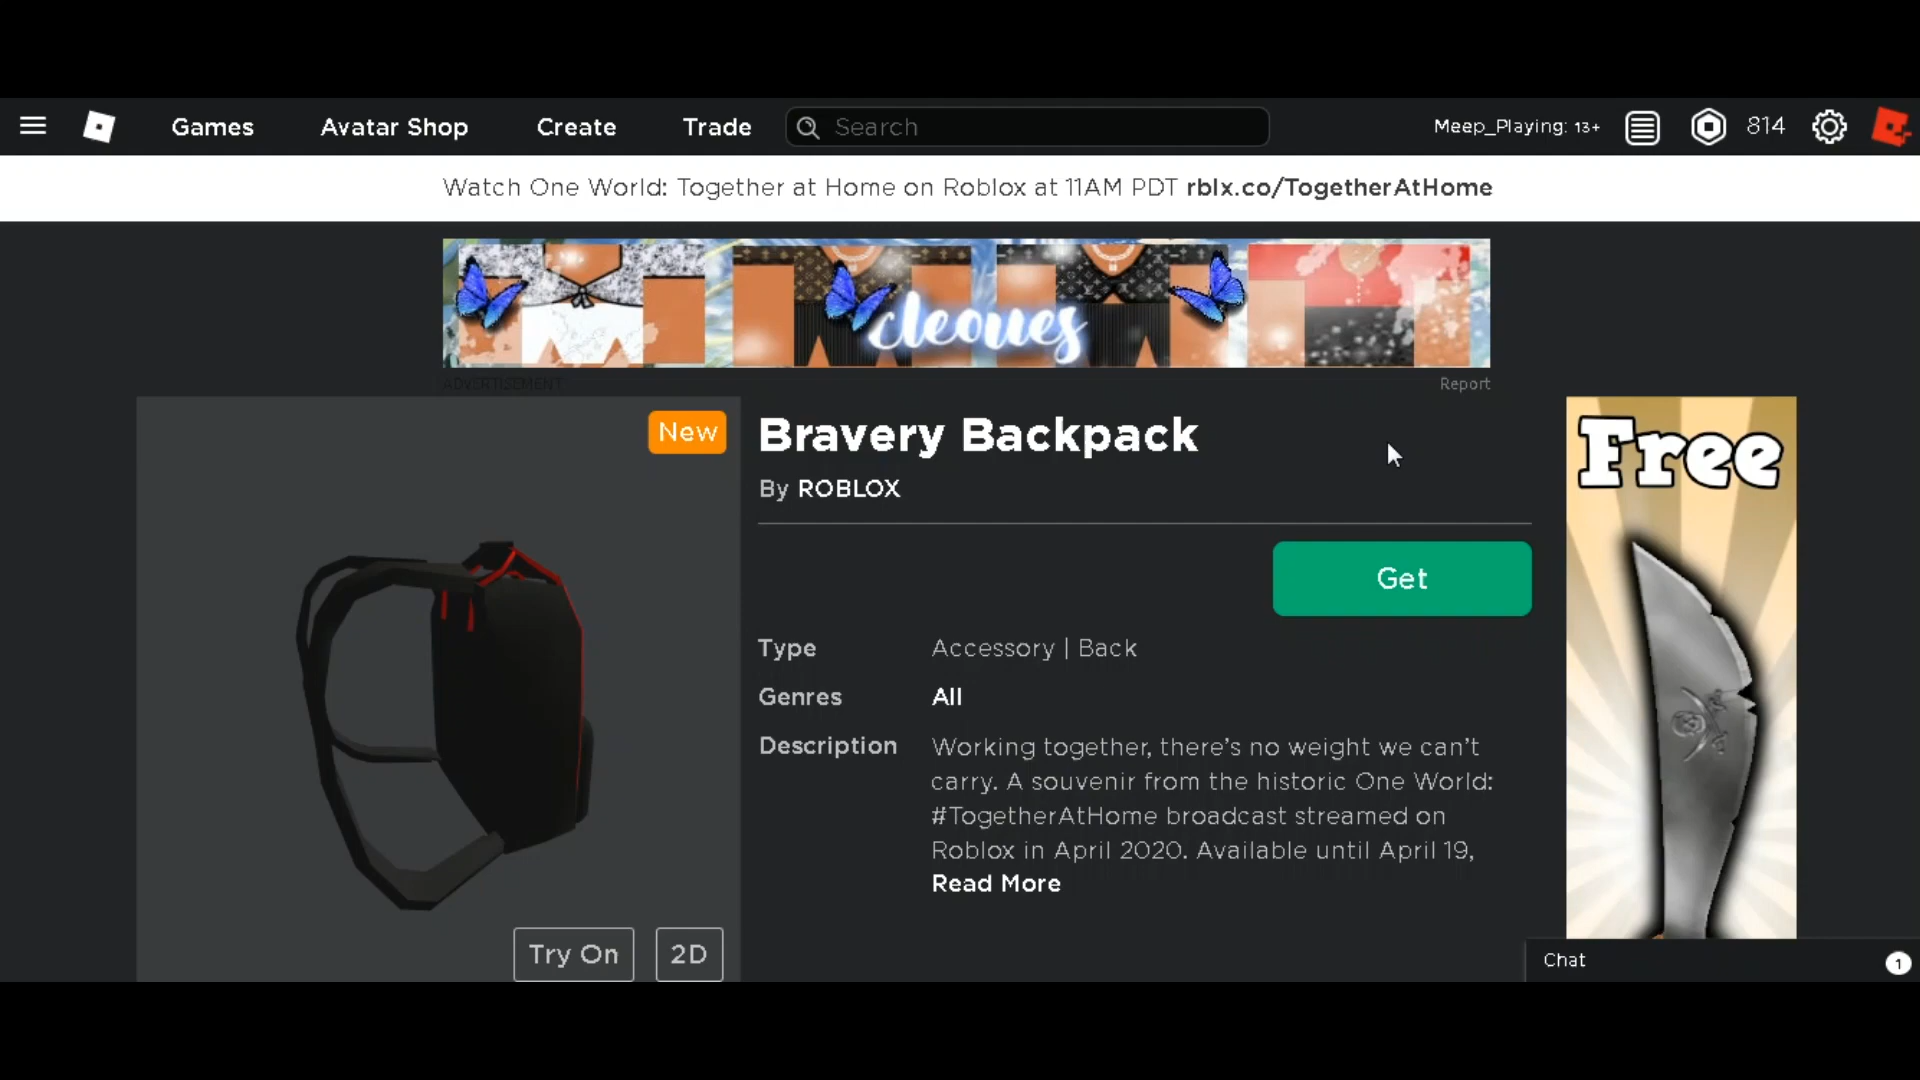 Games Avatar Shop Create Trade Search Meep_Playing: 13+ 814
Watch One World: Together at Home on Roblox at 11AM PDT rblx.co/TogetherAtHome
cleoues
ADVERTISEMENT Report
New
Bravery Backpack
By ROBLOX
Free
Get
Type Accessory | Back
Genres All
Description Working together, there's no weight we can't
carry. A souvenir from the historic One World:
#TogetherAtHome broadcast streamed on
Roblox in April 2020. Available until April 19,
Read More
Try On 2D
Chat 1